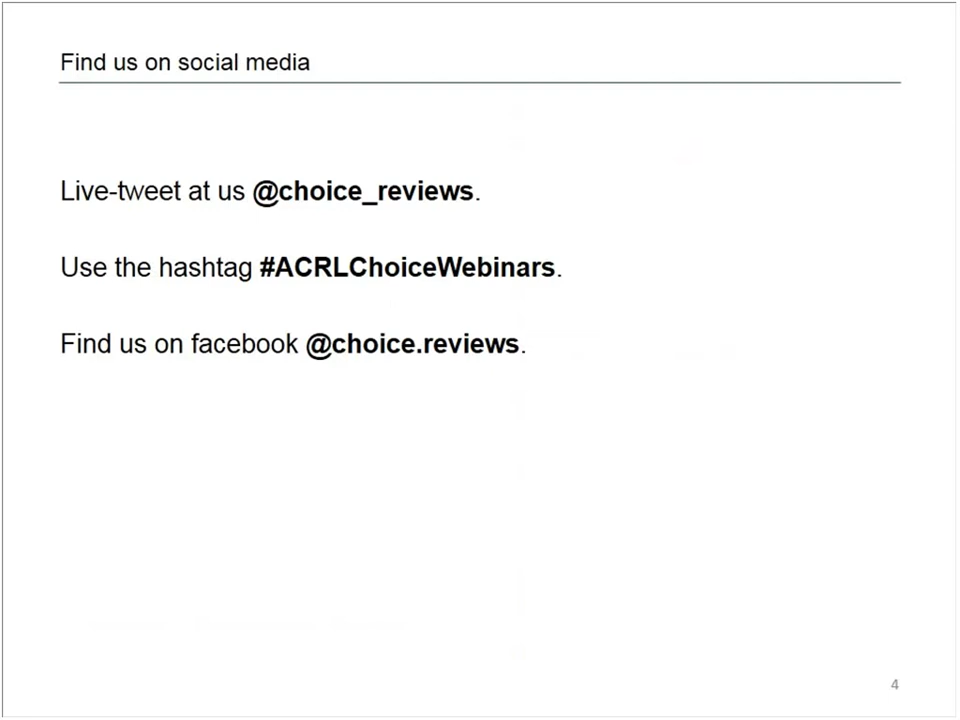 Find us on social media
Live-tweet at us @choice_reviews.
Use the hashtag #ACRLChoiceWebinars.
Find us on facebook @choice.reviews.
4